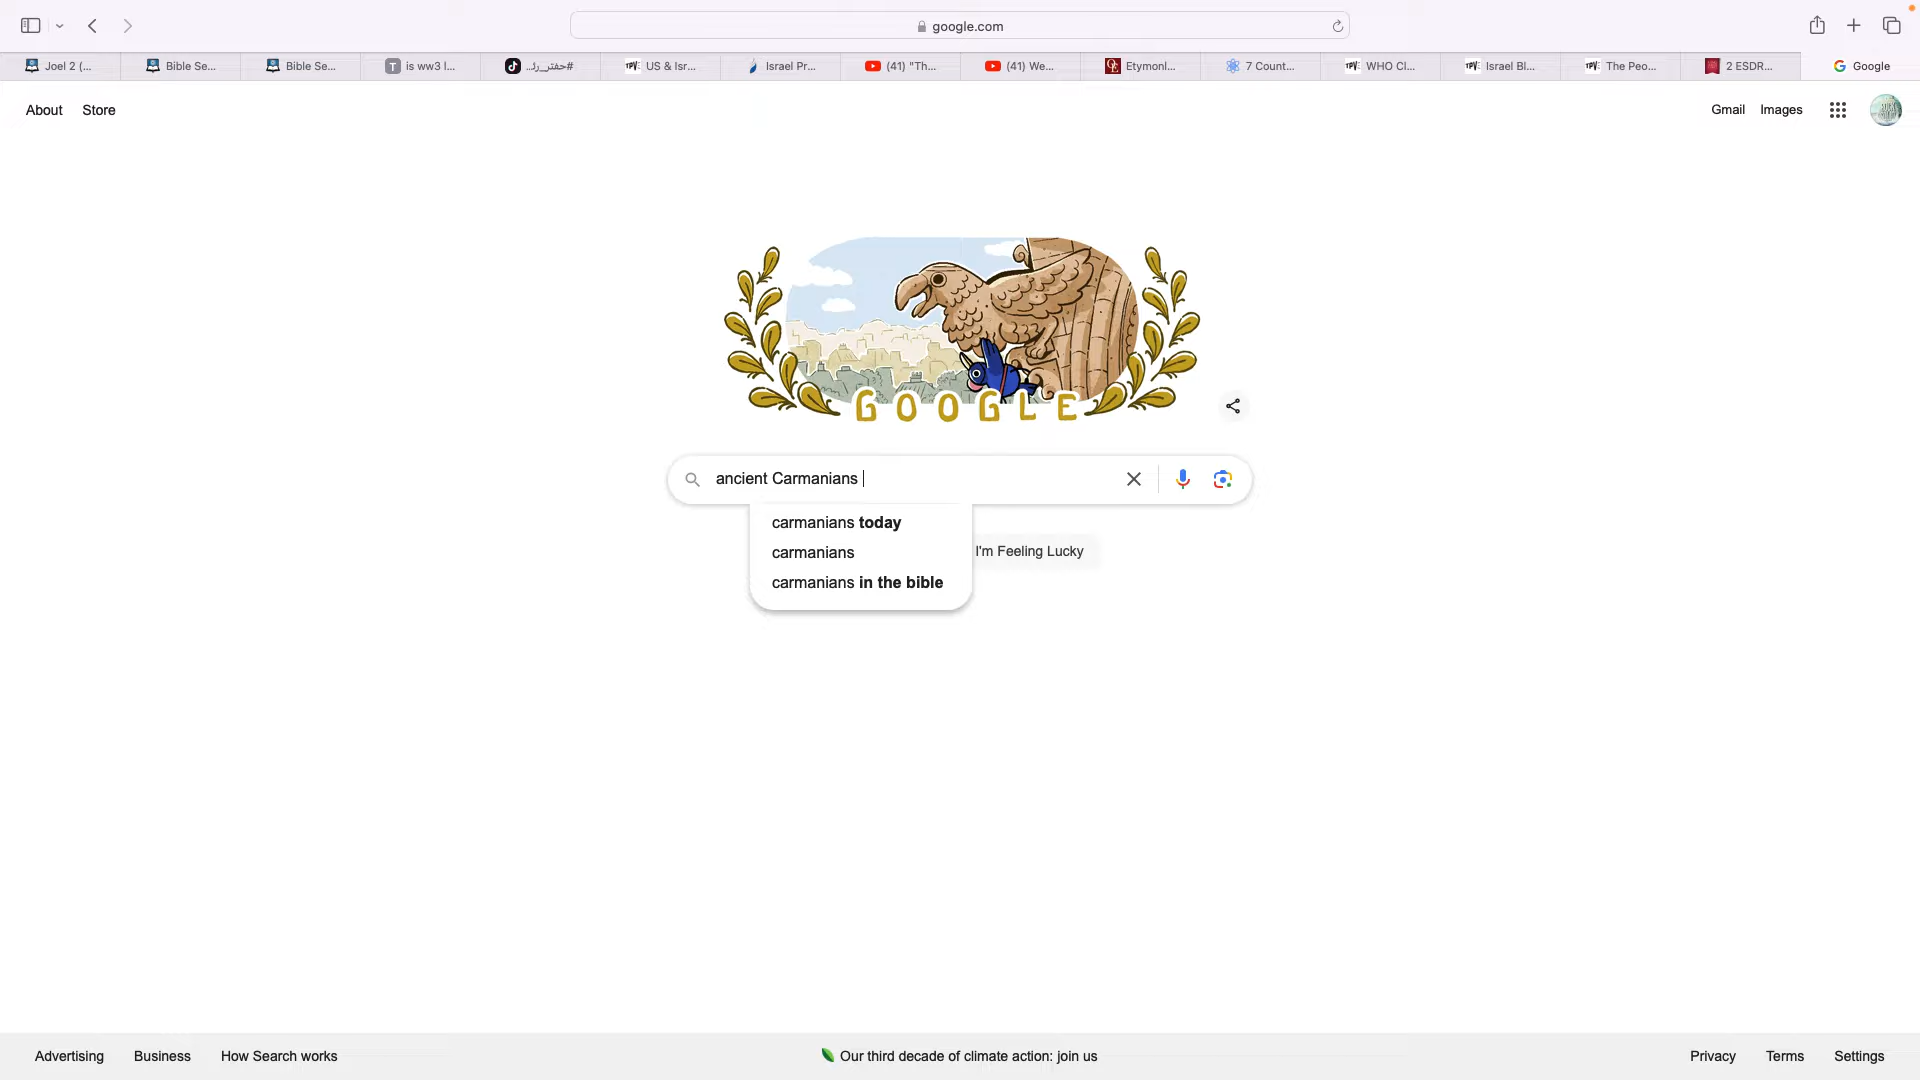 google.com
Joel 2 (...
Bible Se...
Bible Se...
is ww3 l...
#حفتر_رئ...
US & Isr...
Israel Pr...
(41) "Th...
(41) We...
Etymonl...
7 Count...
WHO Cl...
Israel Bl...
The Peo...
2 ESDR...
Google
About Store
Gmail Images
GOOGLE
ancient Carmanians
carmanians today
carmanians
carmanians in the bible
I'm Feeling Lucky
Advertising Business How Search works
Our third decade of climate action: join us
Privacy Terms Settings